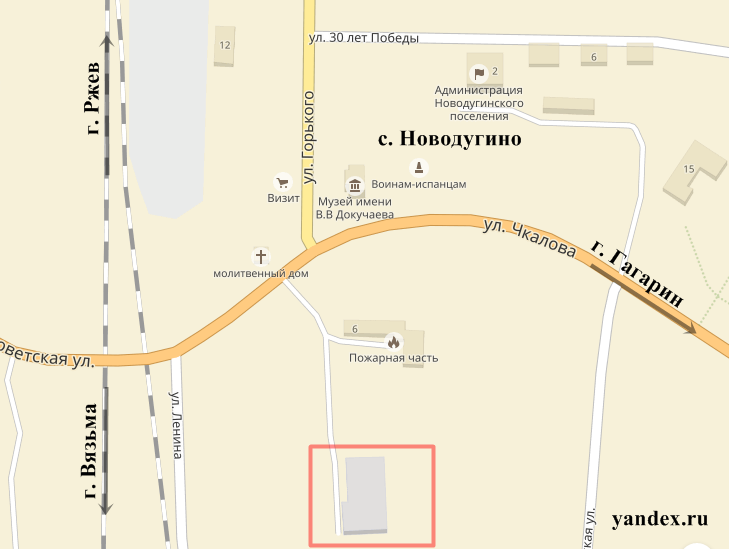 ул. 30 лет Победы
12
6
г. Ржев
2
Администрация
Новодугинского
поселения
ул. Горького
с. Новодугино
15
Воинам-испанцам
Визит
Музей имени
В.В Докучаева
ул. Чкалова
г. Гагарин
молитвенный дом
6
Пожарная часть
оветская ул.
ул. Ленина
г. Вязьма
кая ул.
yandex.ru